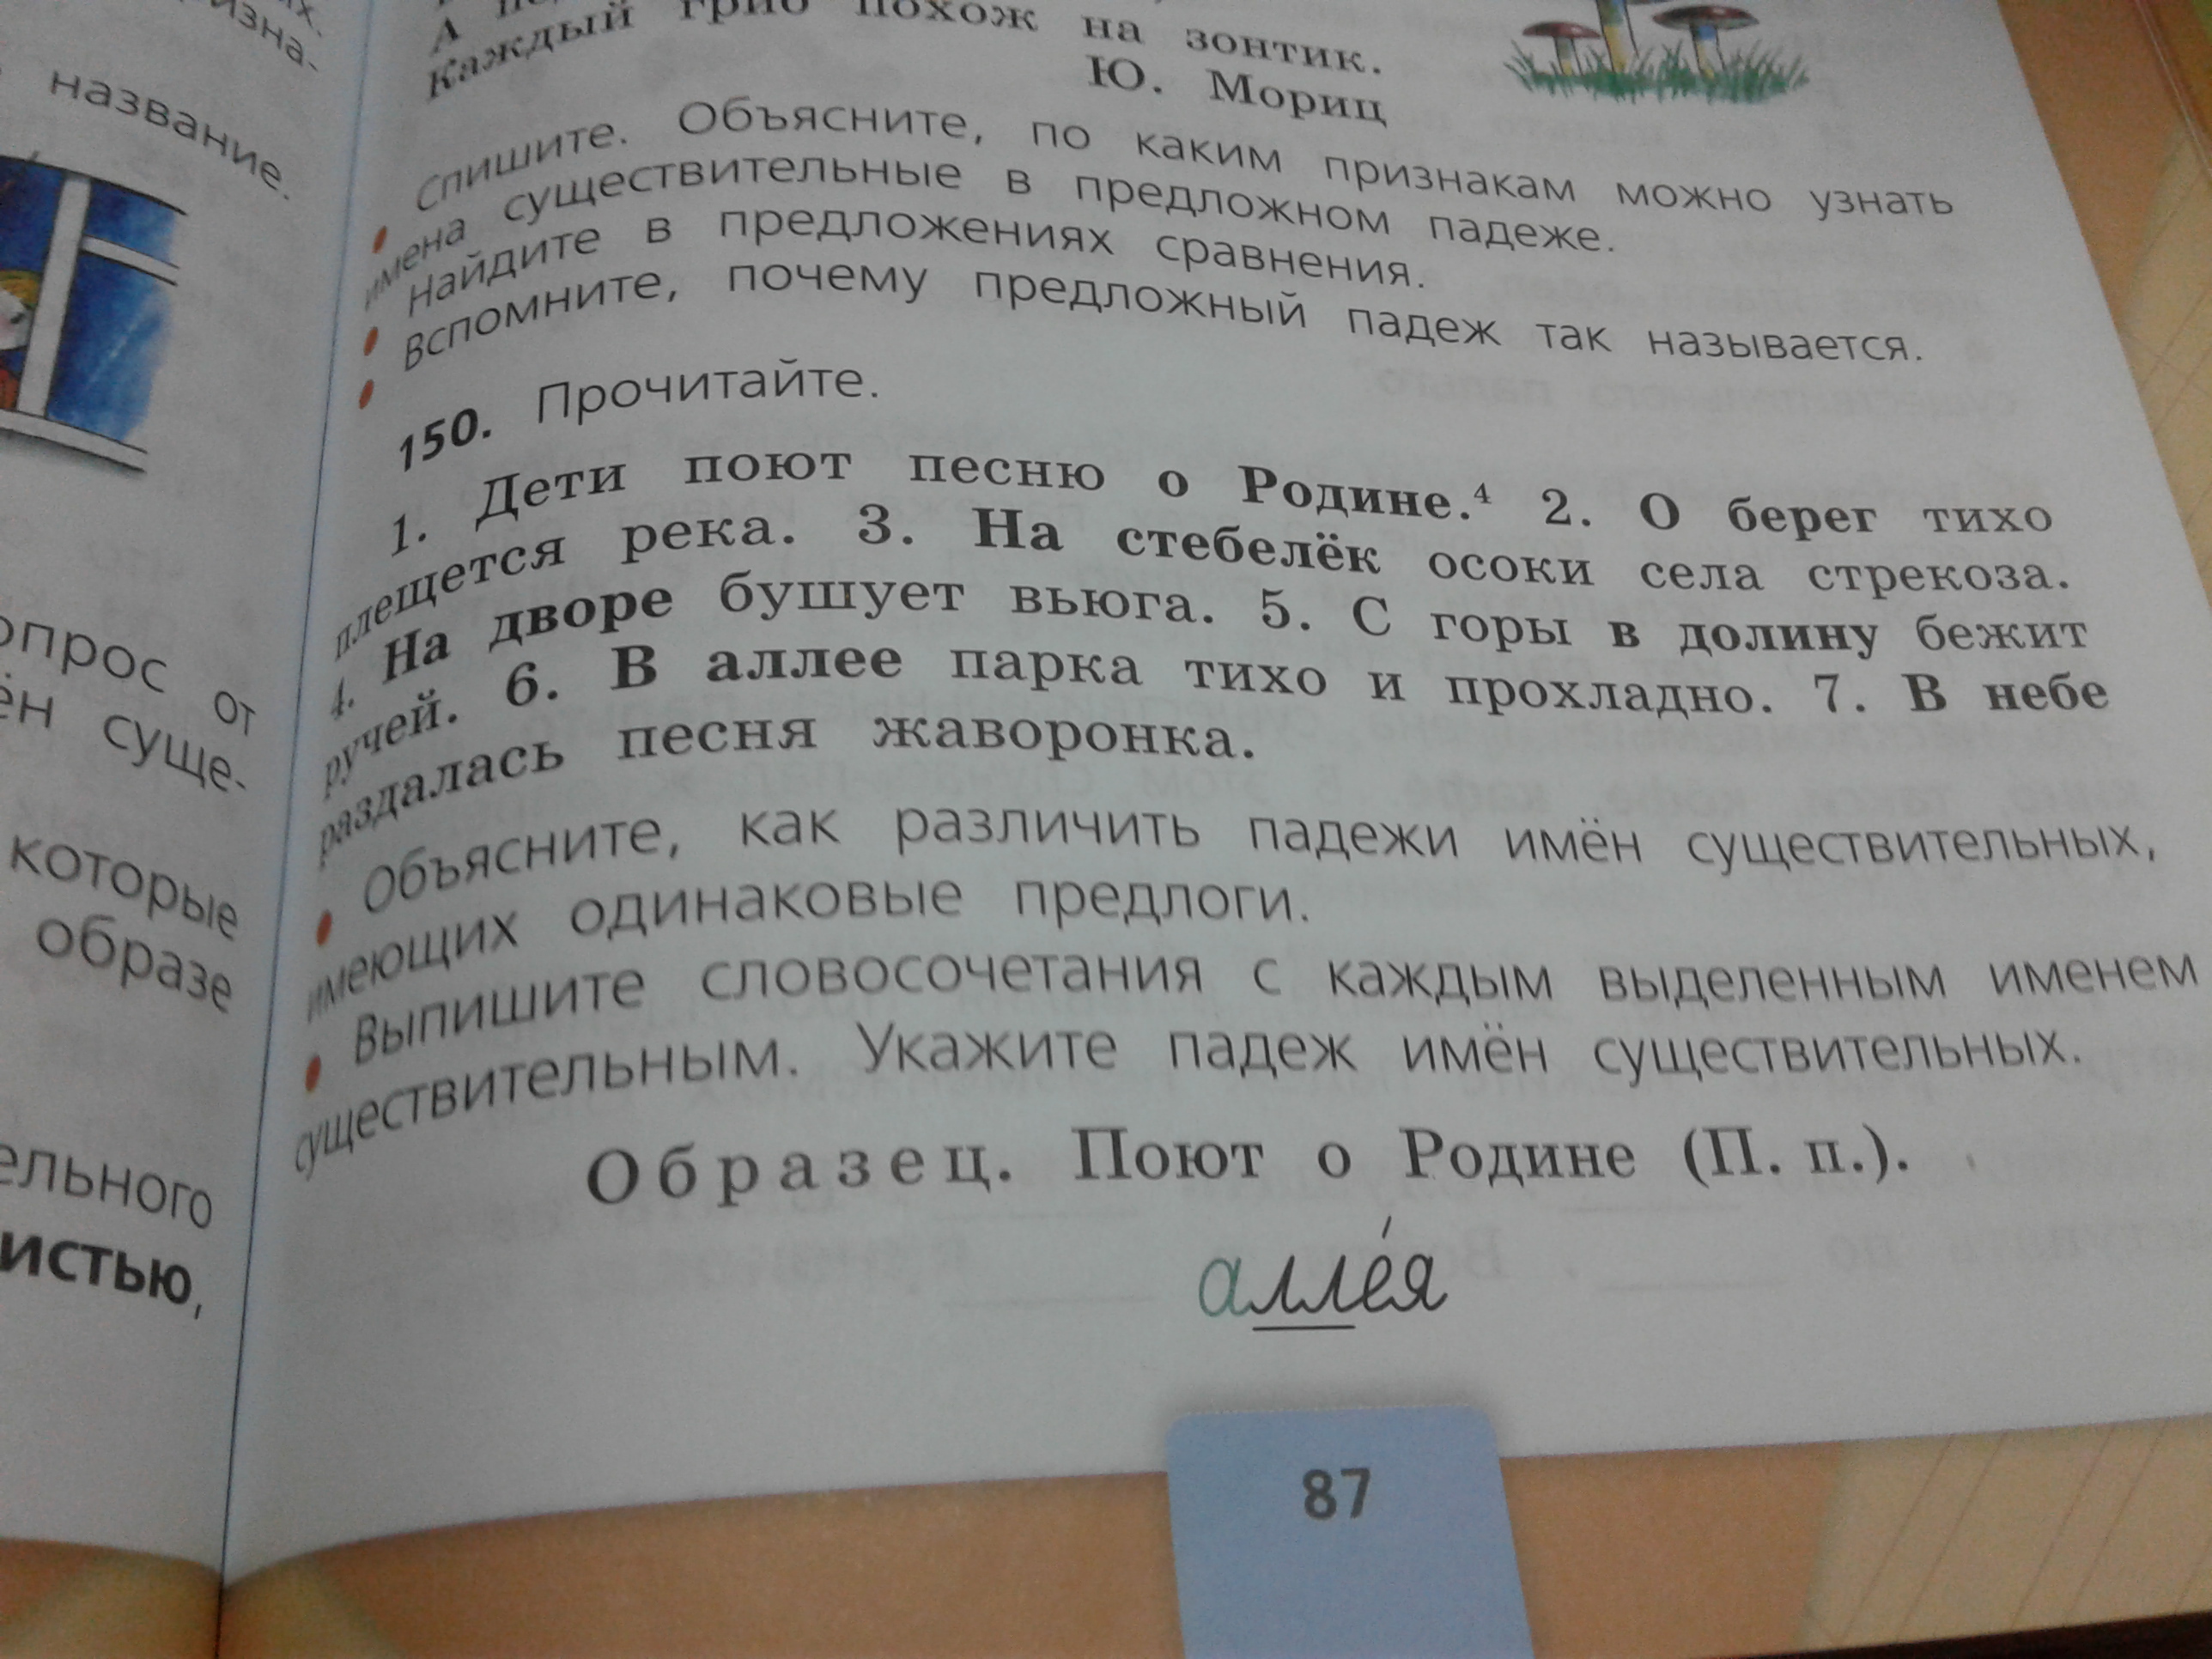 х.
изна-
название.
опрос от
ён суще-
которые
образе
ельного
истью,
А
Каждый гриб похож на зонтик.
Ю. Мориц
• Спишите. Объясните, по каким признакам можно узнать
имена существительные в предложном падеже.
• Найдите в предложениях сравнения.
• Вспомните, почему предложный падеж так называется.
150. Прочитайте.
1. Дети поют песню о Родине.⁴ 2. О берег тихо
плещется река. 3. На стебелёк осоки села стрекоза.
4. На дворе бушует вьюга. 5. С горы в долину бежит
ручей. 6. В аллее парка тихо и прохладно. 7. В небе
раздалась песня жаворонка.
• Объясните, как различить падежи имён существительных,
имеющих одинаковые предлоги.
• Выпишите словосочетания с каждым выделенным именем
существительным. Укажите падеж имён существительных.
Образец. Поют о Родине (П. п.).
алле́я
87